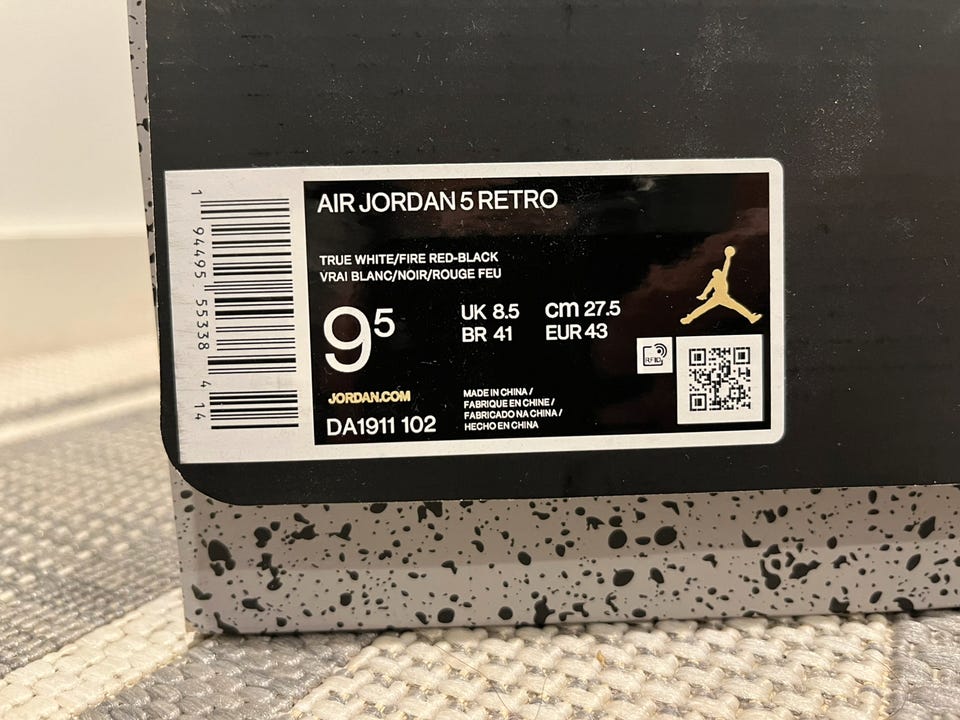 AIR JORDAN 5 RETRO
TRUE WHITE/FIRE RED-BLACK
VRAI BLANC/NOIR/ROUGE FEU
9⁵
UK 8.5 cm 27.5
BR 41 EUR 43
RFID
JORDAN.COM
DA1911 102
MADE IN CHINA /
FABRIQUE EN CHINE /
FABRICADO NA CHINA /
HECHO EN CHINA
1 94495 55338 4 14